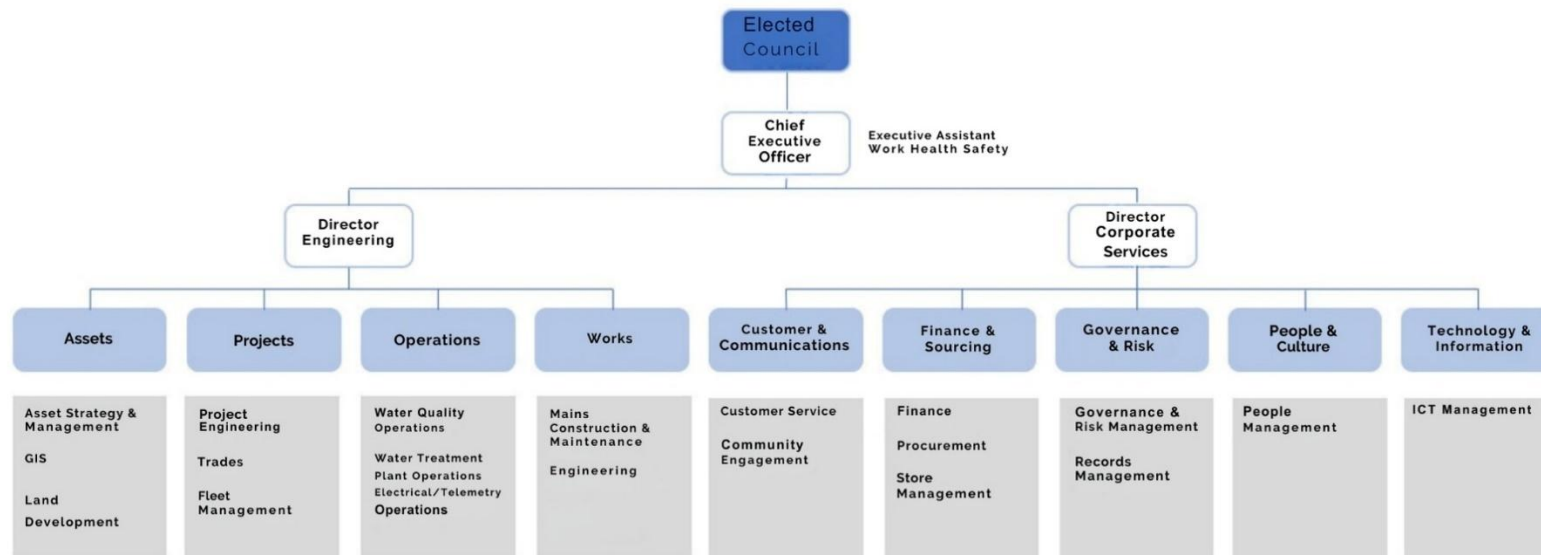 Elected
Council
Chief
Executive
Officer
Executive Assistant
Work Health Safety
Director
Engineering
Director
Corporate
Services
Assets
Projects
Operations
Works
Customer &
Communications
Finance &
Sourcing
Governance
& Risk
People &
Culture
Technology &
Information
Asset Strategy &
Management
GIS
Land
Development
Project
Engineering
Trades
Fleet
Management
Water Quality
Operations
Water Treatment
Plant Operations
Electrical/Telemetry
Operations
Mains
Construction &
Maintenance
Engineering
Customer Service
Community
Engagement
Finance
Procurement
Store
Management
Governance &
Risk Management
Records
Management
People
Management
ICT Management